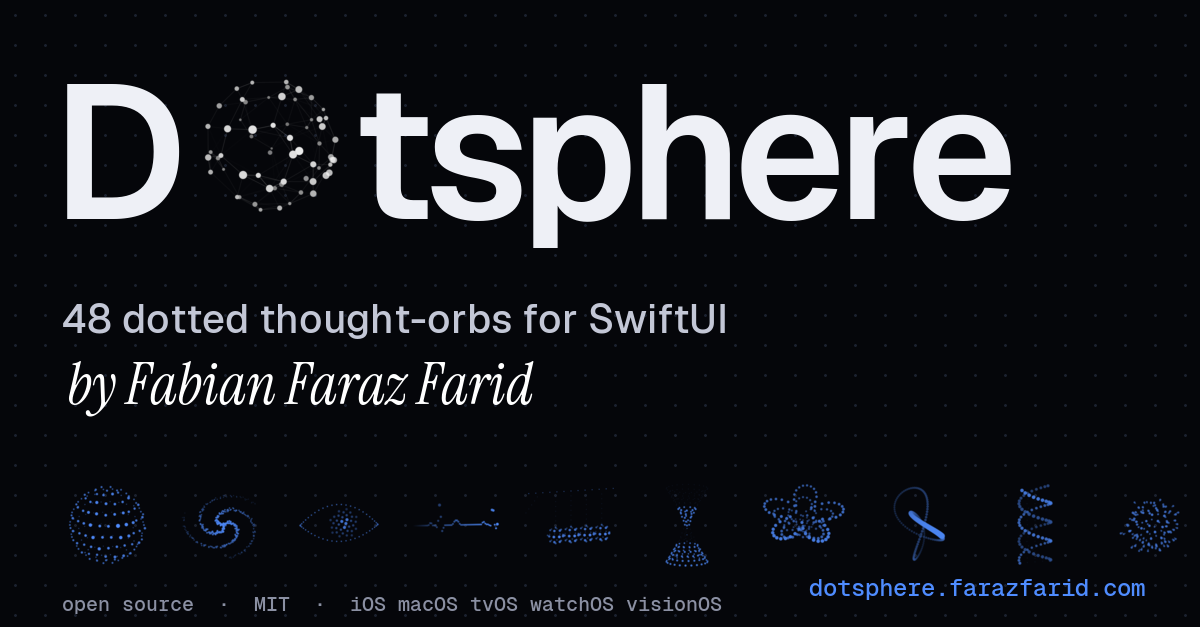 Dotsphere
48 dotted thought-orbs for SwiftUI
by Fabian Faraz Farid
dotsphere.farazfarid.com
open source · MIT · iOS macOS tvOS watchOS visionOS